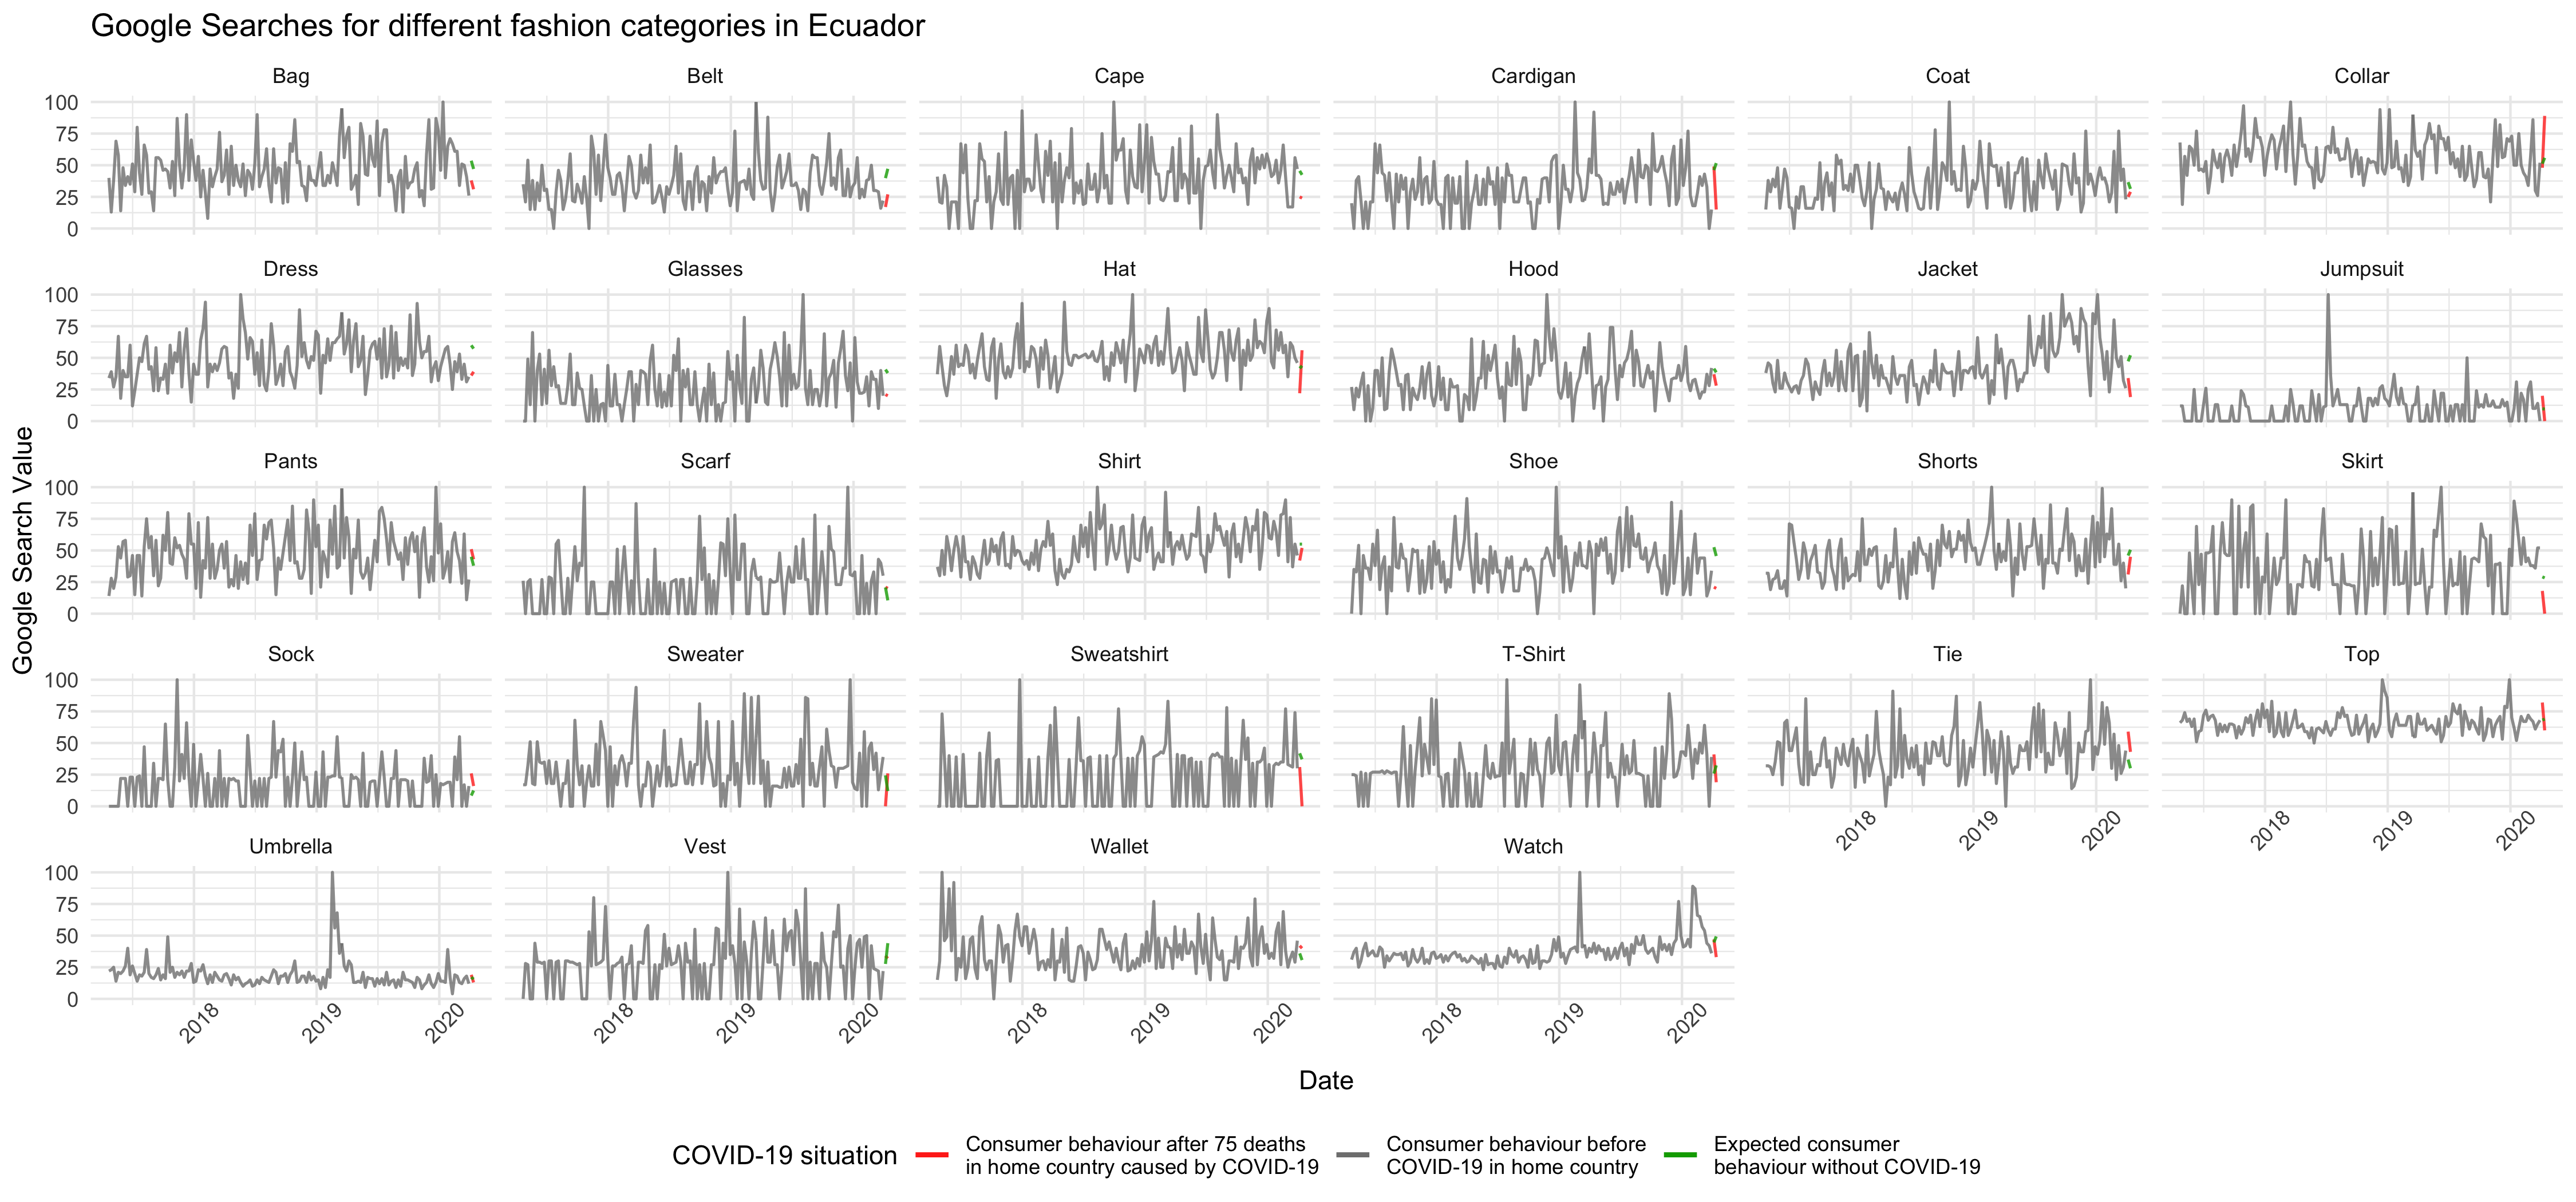 Google Searches for different fashion categories in Ecuador
Bag Belt Cape Cardigan Coat Collar
100
75
50
25
0
Dress Glasses Hat Hood Jacket Jumpsuit
100
75
50
25
0
Google Search Value
Pants Scarf Shirt Shoe Shorts Skirt
100
75
50
25
0
Sock Sweater Sweatshirt T-Shirt Tie Top
100
75
50
25
0
2018 2019 2020 2018 2019 2020
Umbrella Vest Wallet Watch
100
75
50
25
0
2018 2019 2020 2018 2019 2020 2018 2019 2020 2018 2019 2020
Date
COVID-19 situation
Consumer behaviour after 75 deaths
in home country caused by COVID-19
Consumer behaviour before
COVID-19 in home country
Expected consumer
behaviour without COVID-19